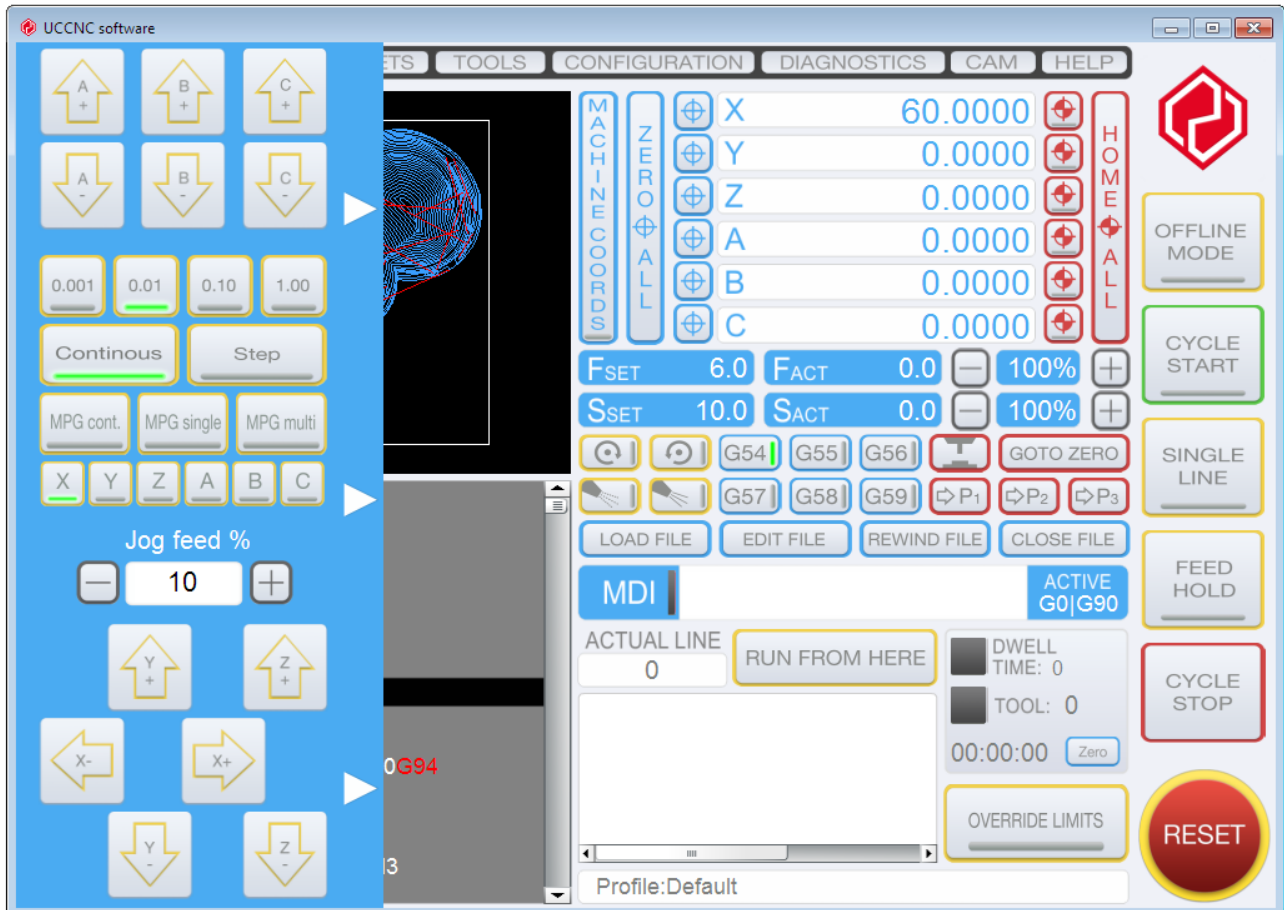 UCCNC software
ETS TOOLS CONFIGURATION DIAGNOSTICS CAM HELP
A + B + C +
A - B - C -
0.001 0.01 0.10 1.00
Continous Step
MPG cont. MPG single MPG multi
X Y Z A B C
Jog feed %
10
Y + Z +
X- X+
Y - Z -
0G94
I3
MACHINE COORDS
ZERO ALL
X 60.0000
Y 0.0000
Z 0.0000
A 0.0000
B 0.0000
C 0.0000
HOME ALL
FSET 6.0 FACT 0.0 100%
SSET 10.0 SACT 0.0 100%
G54 G55 G56 GOTO ZERO
G57 G58 G59 P1 P2 P3
LOAD FILE EDIT FILE REWIND FILE CLOSE FILE
MDI ACTIVE
G0|G90
ACTUAL LINE
0
RUN FROM HERE
DWELL
TIME: 0
TOOL: 0
00:00:00 Zero
OVERRIDE LIMITS
Profile:Default
OFFLINE
MODE
CYCLE
START
SINGLE
LINE
FEED
HOLD
CYCLE
STOP
RESET